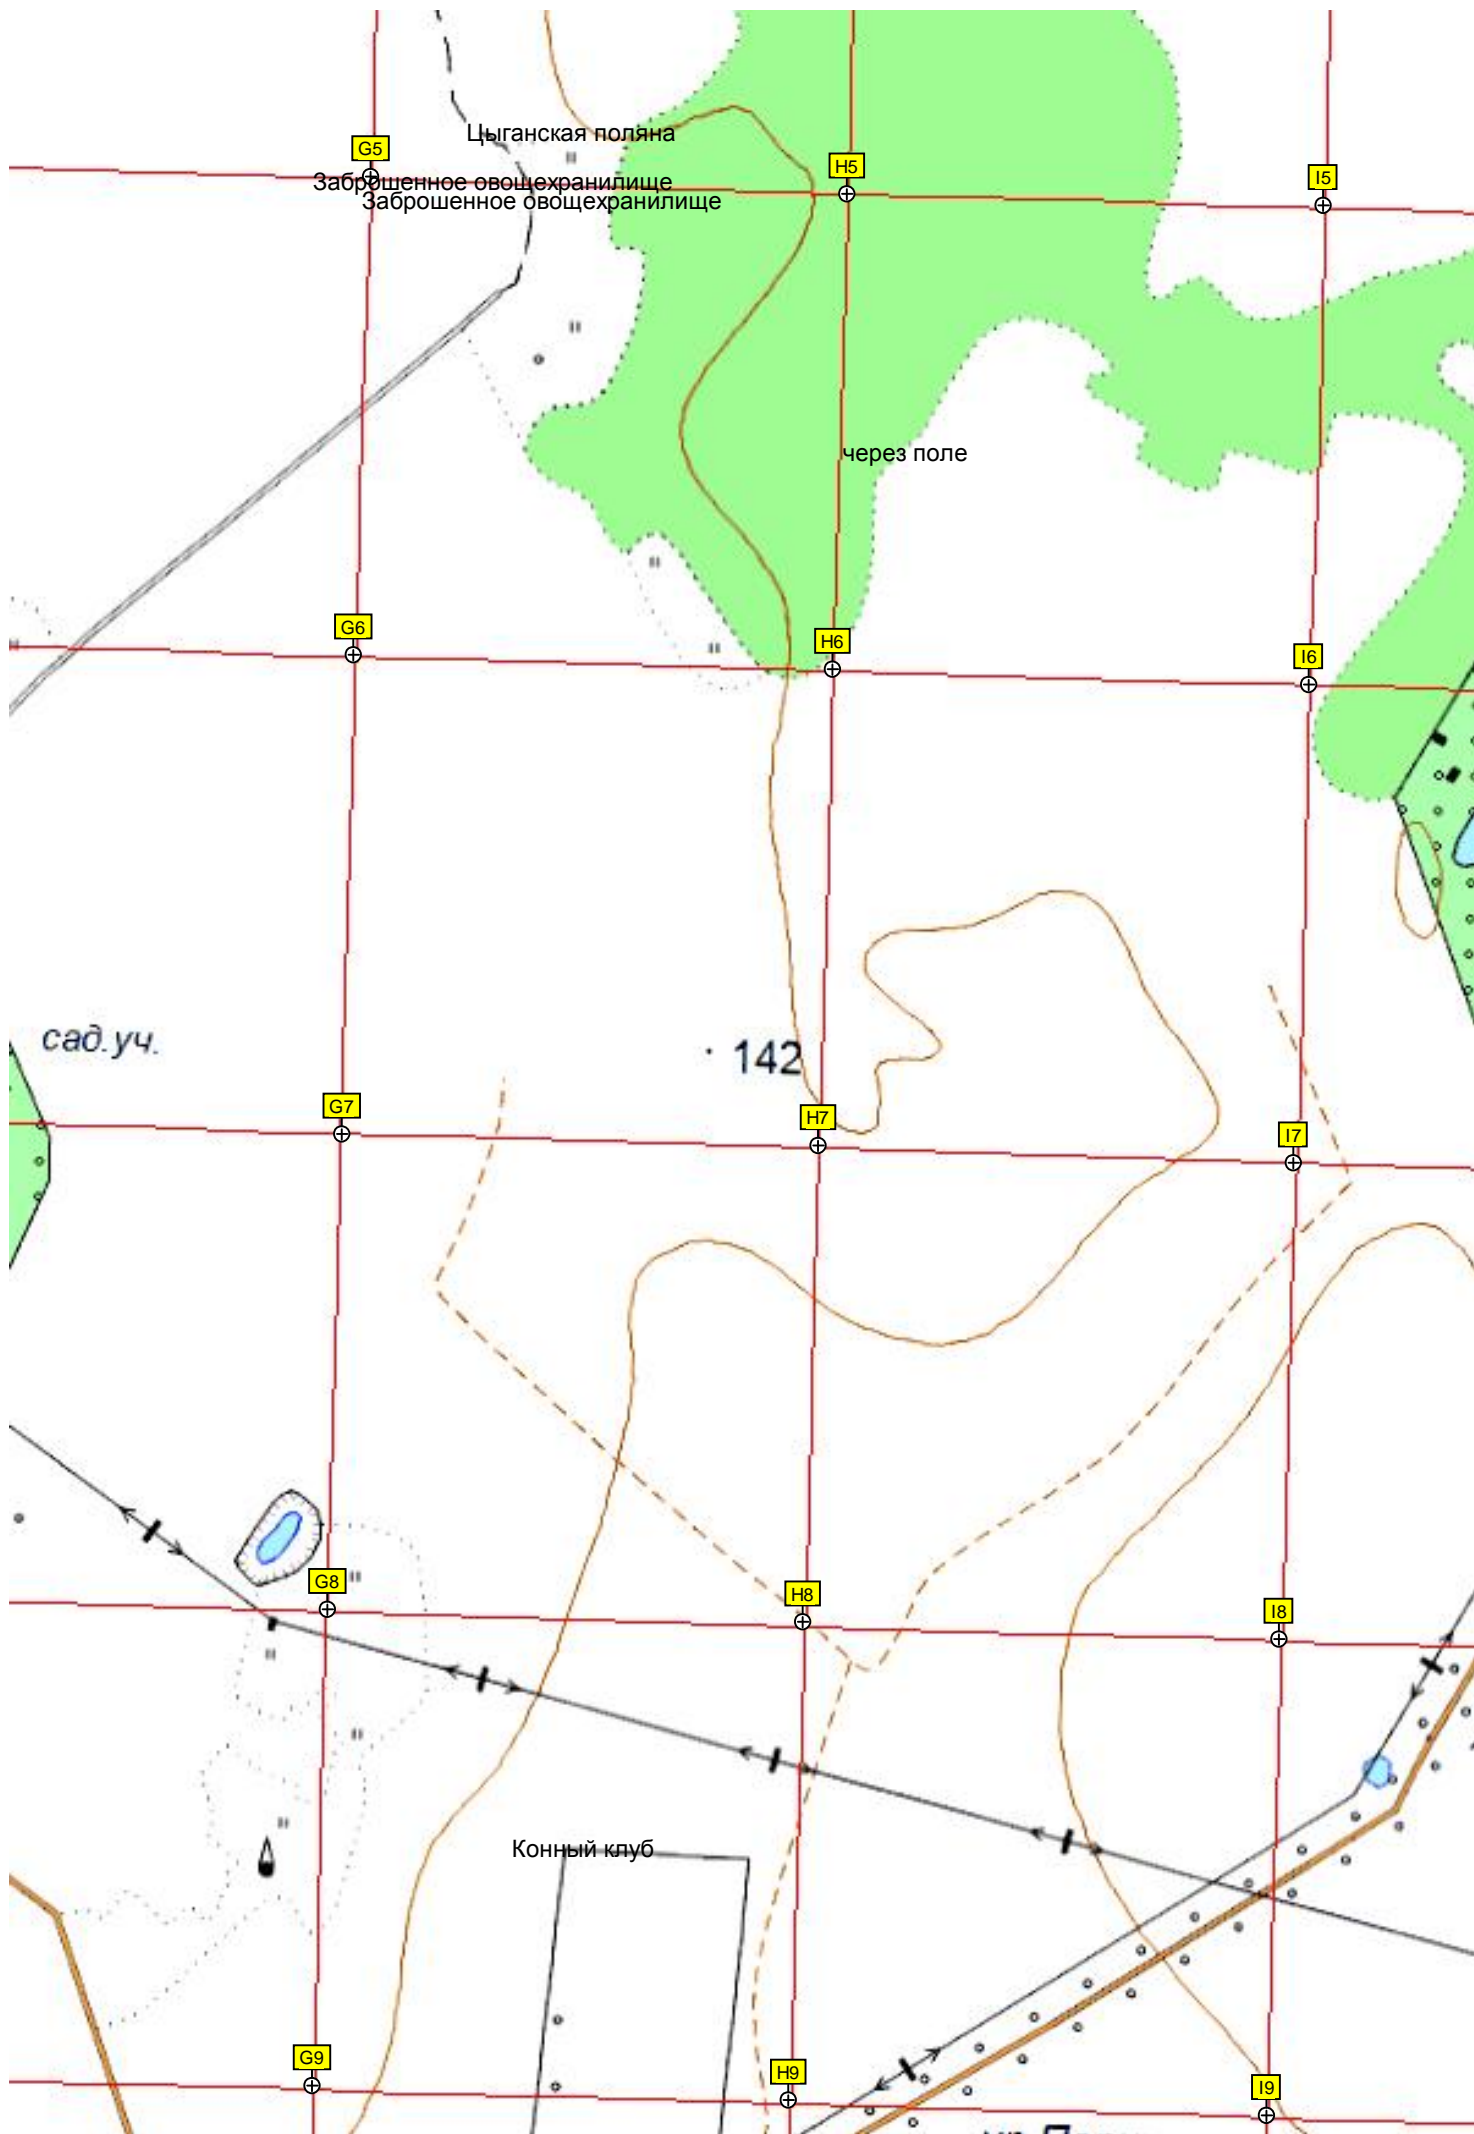 Цыганская поляна
G5
H5
I5
Заброшенное овощехранилище
Заброшенное овощехранилище
через поле
G6
H6
I6
сад.уч.
142
G7
H7
I7
G8
H8
I8
Конный клуб
G9
H9
I9